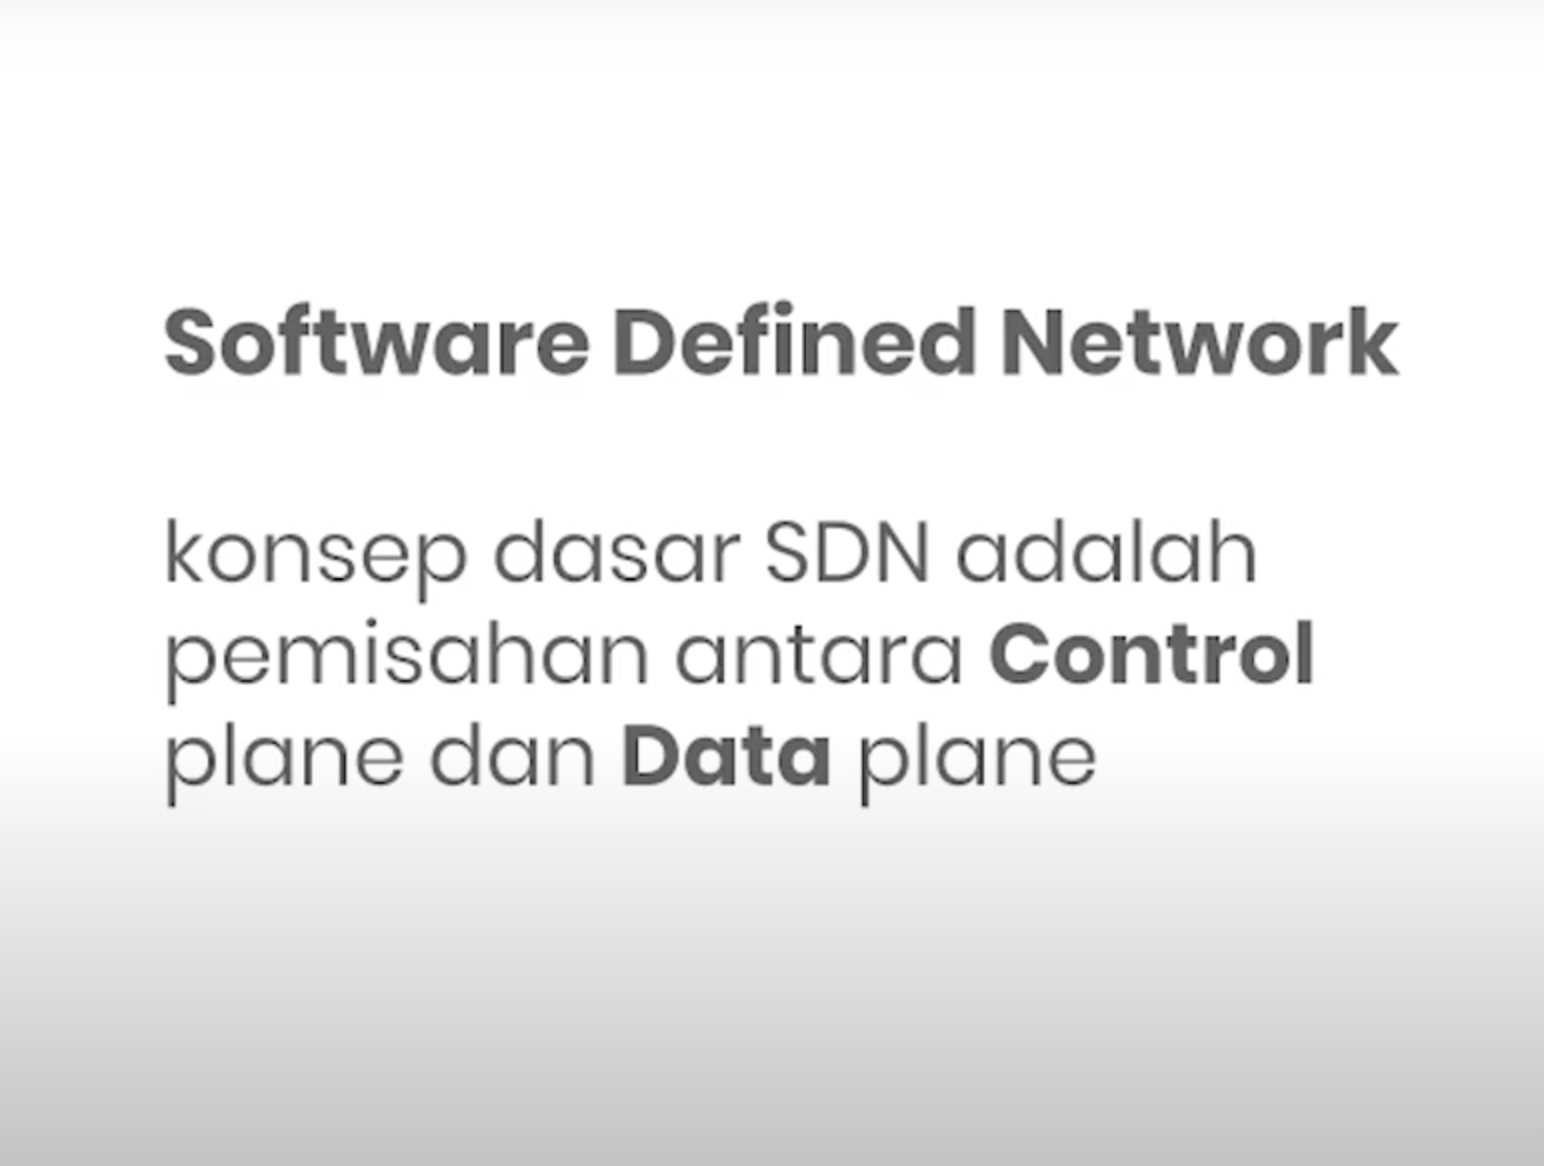 Software Defined Network
konsep dasar SDN adalah
pemisahan antara Control
plane dan Data plane